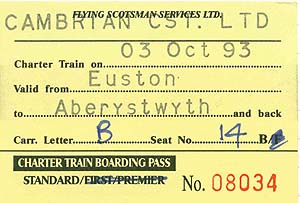 FLYING SCOTSMAN SERVICES LTD.
CAMBRIAN CST. LTD
03 Oct 93
Charter Train on
Euston
Valid from
Aberystwyth
to and back
Carr. Letter B Seat No. 14 B/F
CHARTER TRAIN BOARDING PASS
STANDARD/FIRST/PREMIER No. 08034